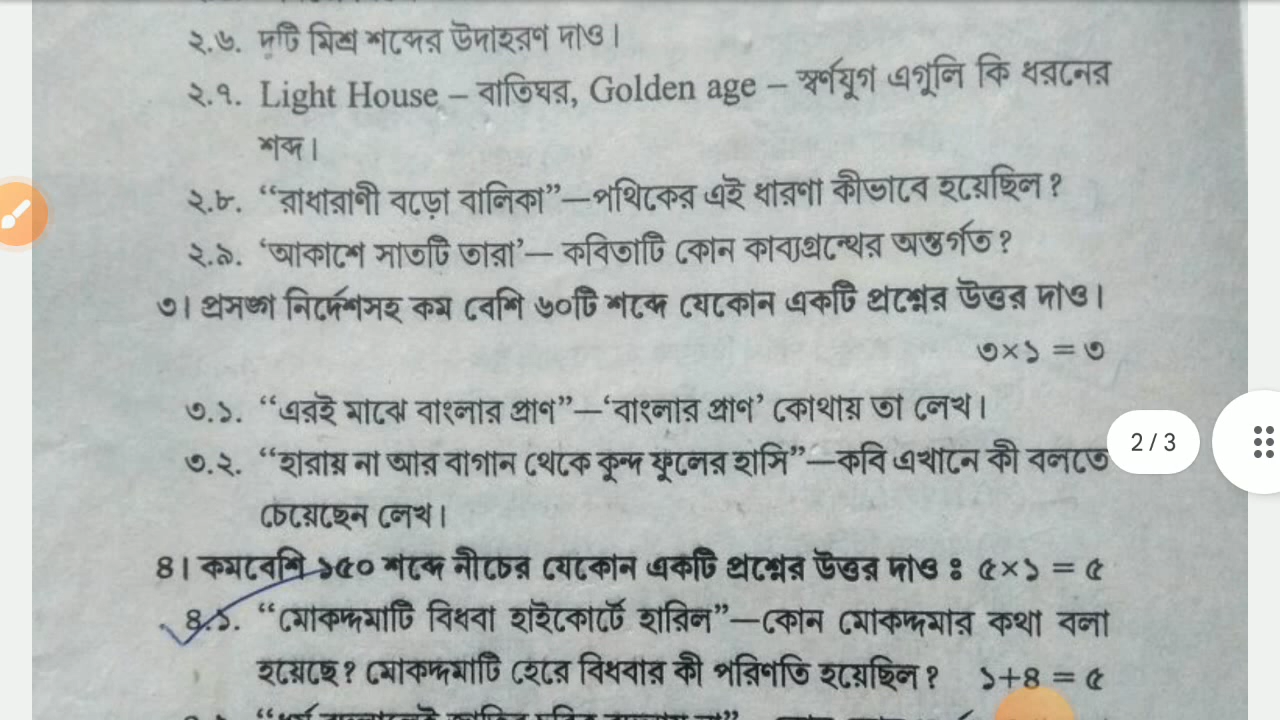 ২.৬. দুটি মিশ্র শব্দের উদাহরণ দাও।
২.৭. Light House – বাতিঘর, Golden age – স্বর্ণযুগ এগুলি কি ধরনের
শব্দ।
২.৮. “রাধারাণী বড়ো বালিকা”—পথিকের এই ধারণা কীভাবে হয়েছিল?
২.৯. ‘আকাশে সাতটি তারা’— কবিতাটি কোন কাব্যগ্রন্থের অন্তর্গত?
৩। প্রসঙ্গ নির্দেশসহ কম বেশি ৬০টি শব্দে যেকোন একটি প্রশ্নের উত্তর দাও।
৩×১ = ৩
৩.১. “এরই মাঝে বাংলার প্রাণ”—‘বাংলার প্রাণ’ কোথায় তা লেখ।
2 / 3
৩.২. “হারায় না আর বাগান থেকে কুন্দ ফুলের হাসি”—কবি এখানে কী বলতে
চেয়েছেন লেখ।
৪। কমবেশি ১৫০ শব্দে নীচের যেকোন একটি প্রশ্নের উত্তর দাও : ৫×১ = ৫
৪.১. “মোকদ্দমাটি বিধবা হাইকোর্টে হারিল”—কোন মোকদ্দমার কথা বলা
হয়েছে? মোকদ্দমাটি হেরে বিধবার কী পরিণতি হয়েছিল? ১+৪ = ৫